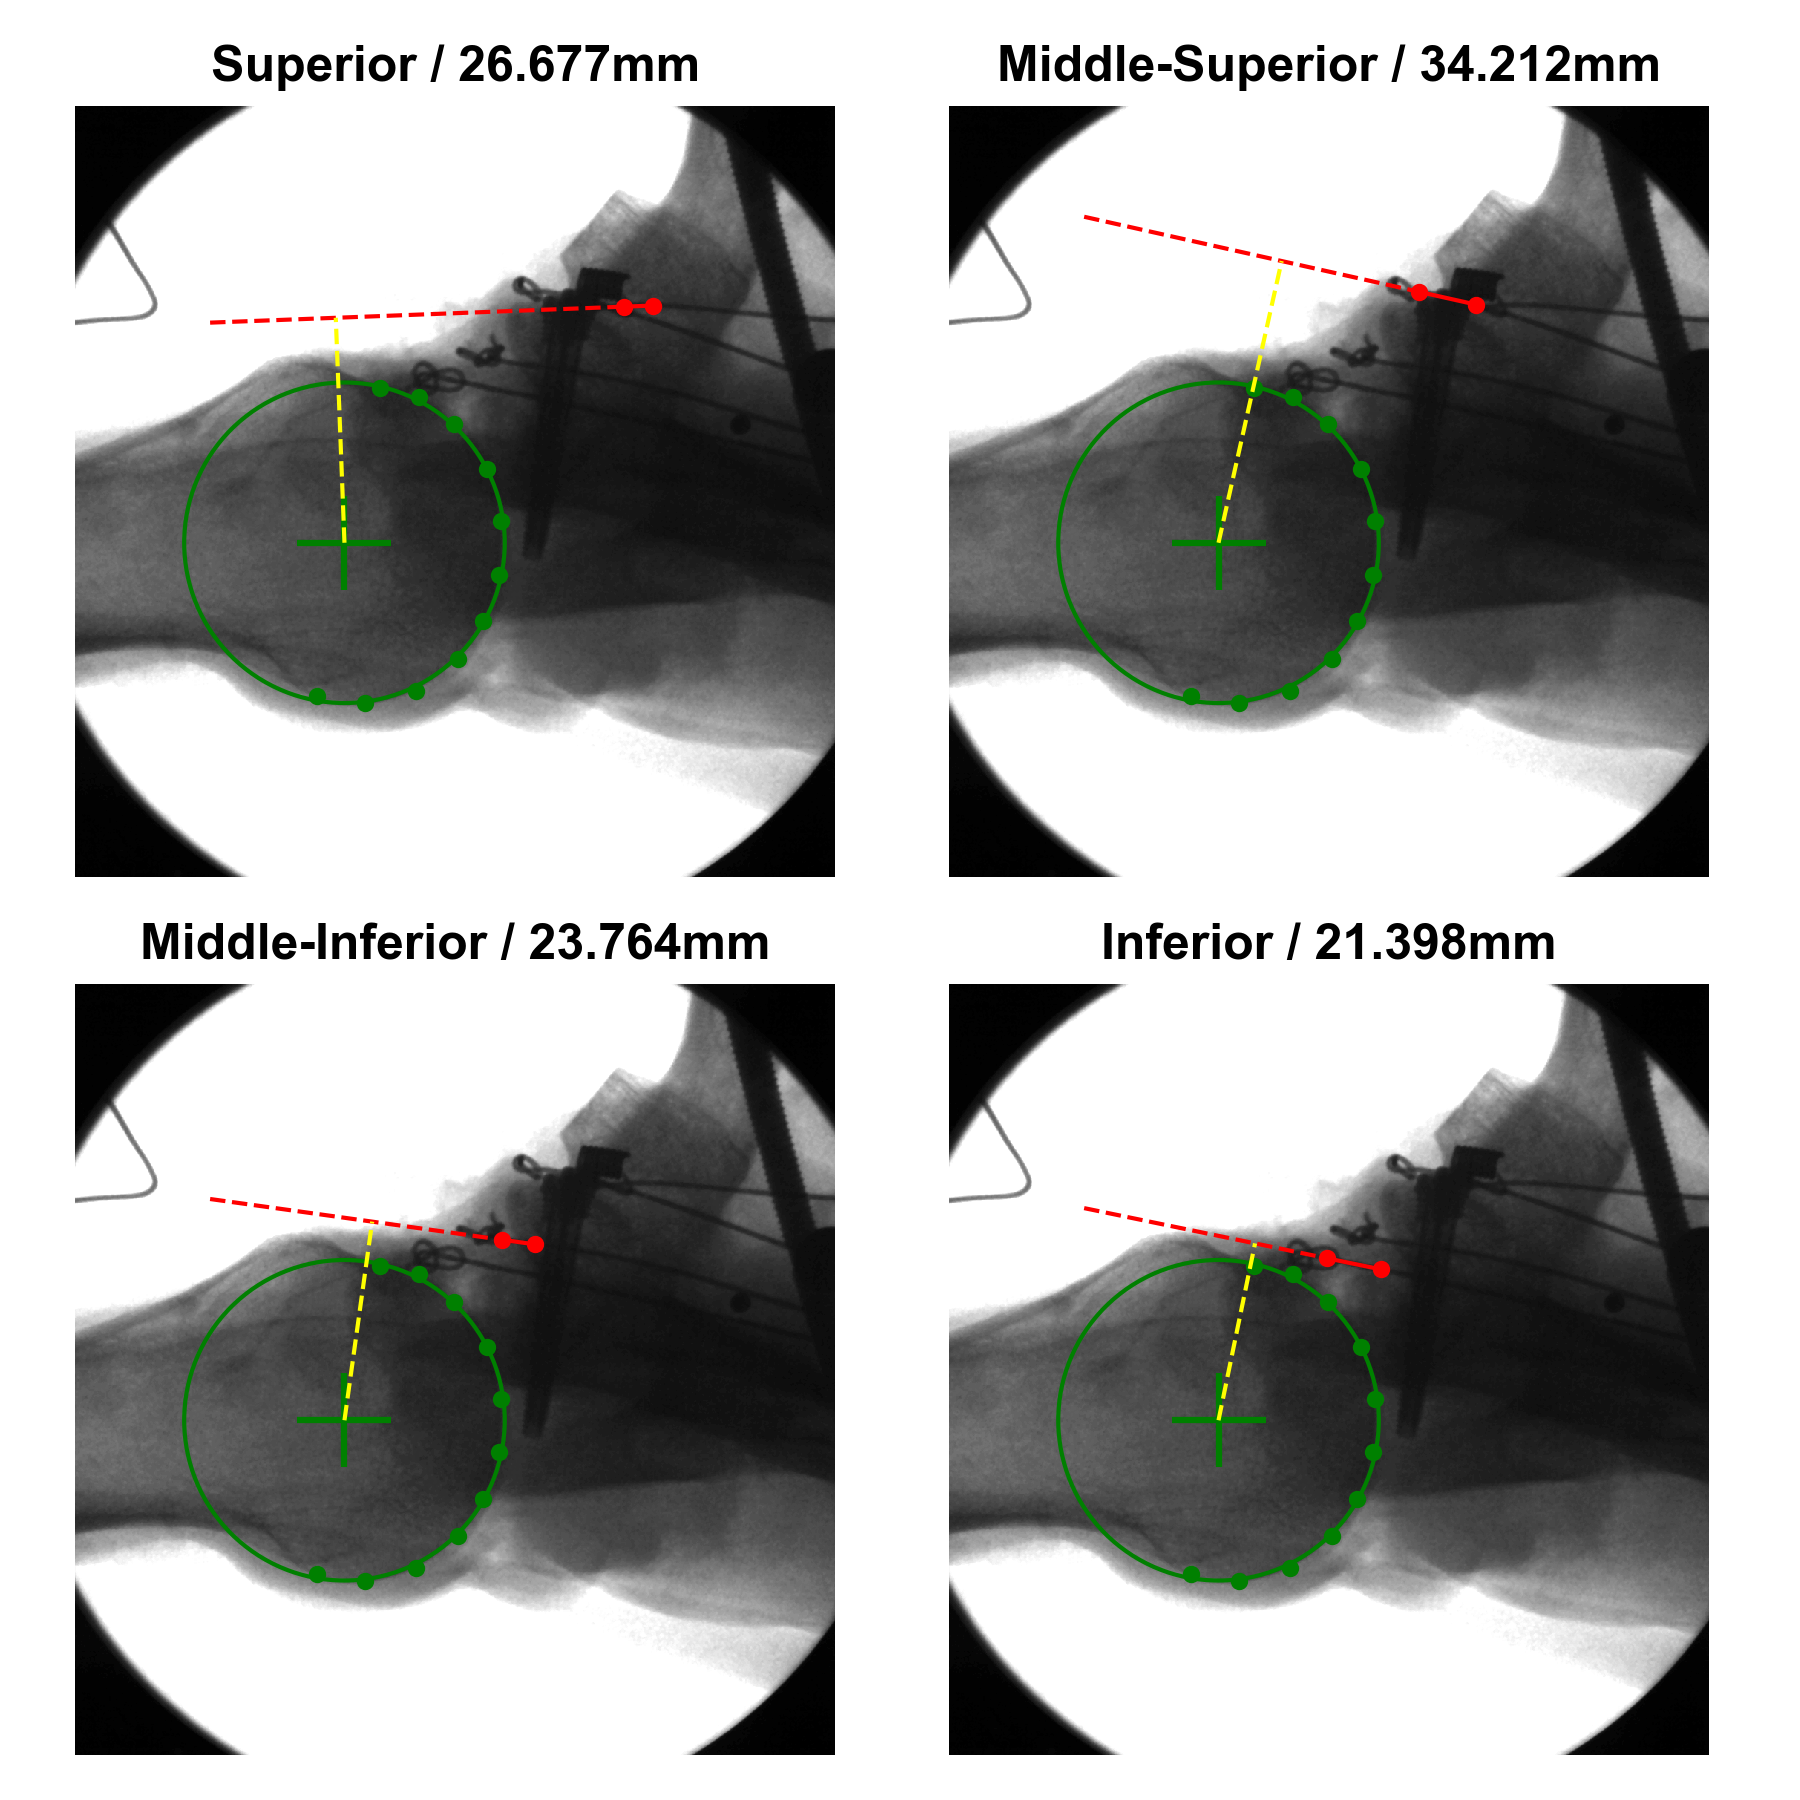 Superior / 26.677mm
Middle-Superior / 34.212mm
Middle-Inferior / 23.764mm
Inferior / 21.398mm